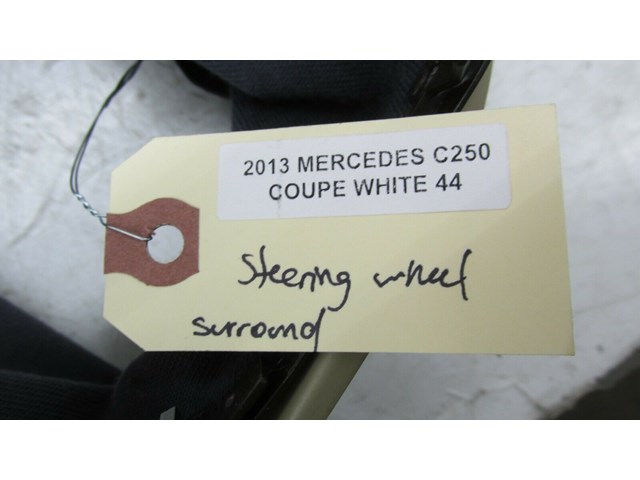 2013 MERCEDES C250
COUPE WHITE 44
Steering wheel
surround